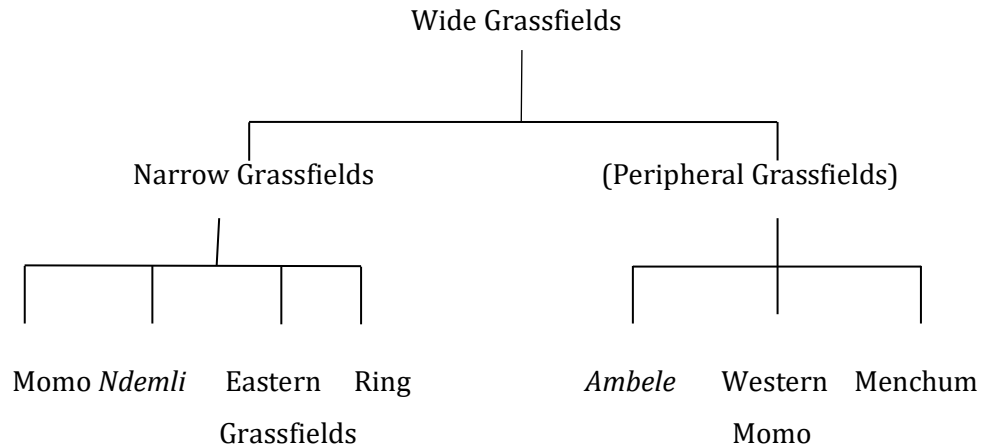 Wide Grassfields
Narrow Grassfields (Peripheral Grassfields)
Momo Ndemli Eastern Ring Ambele Western Menchum
Grassfields Momo